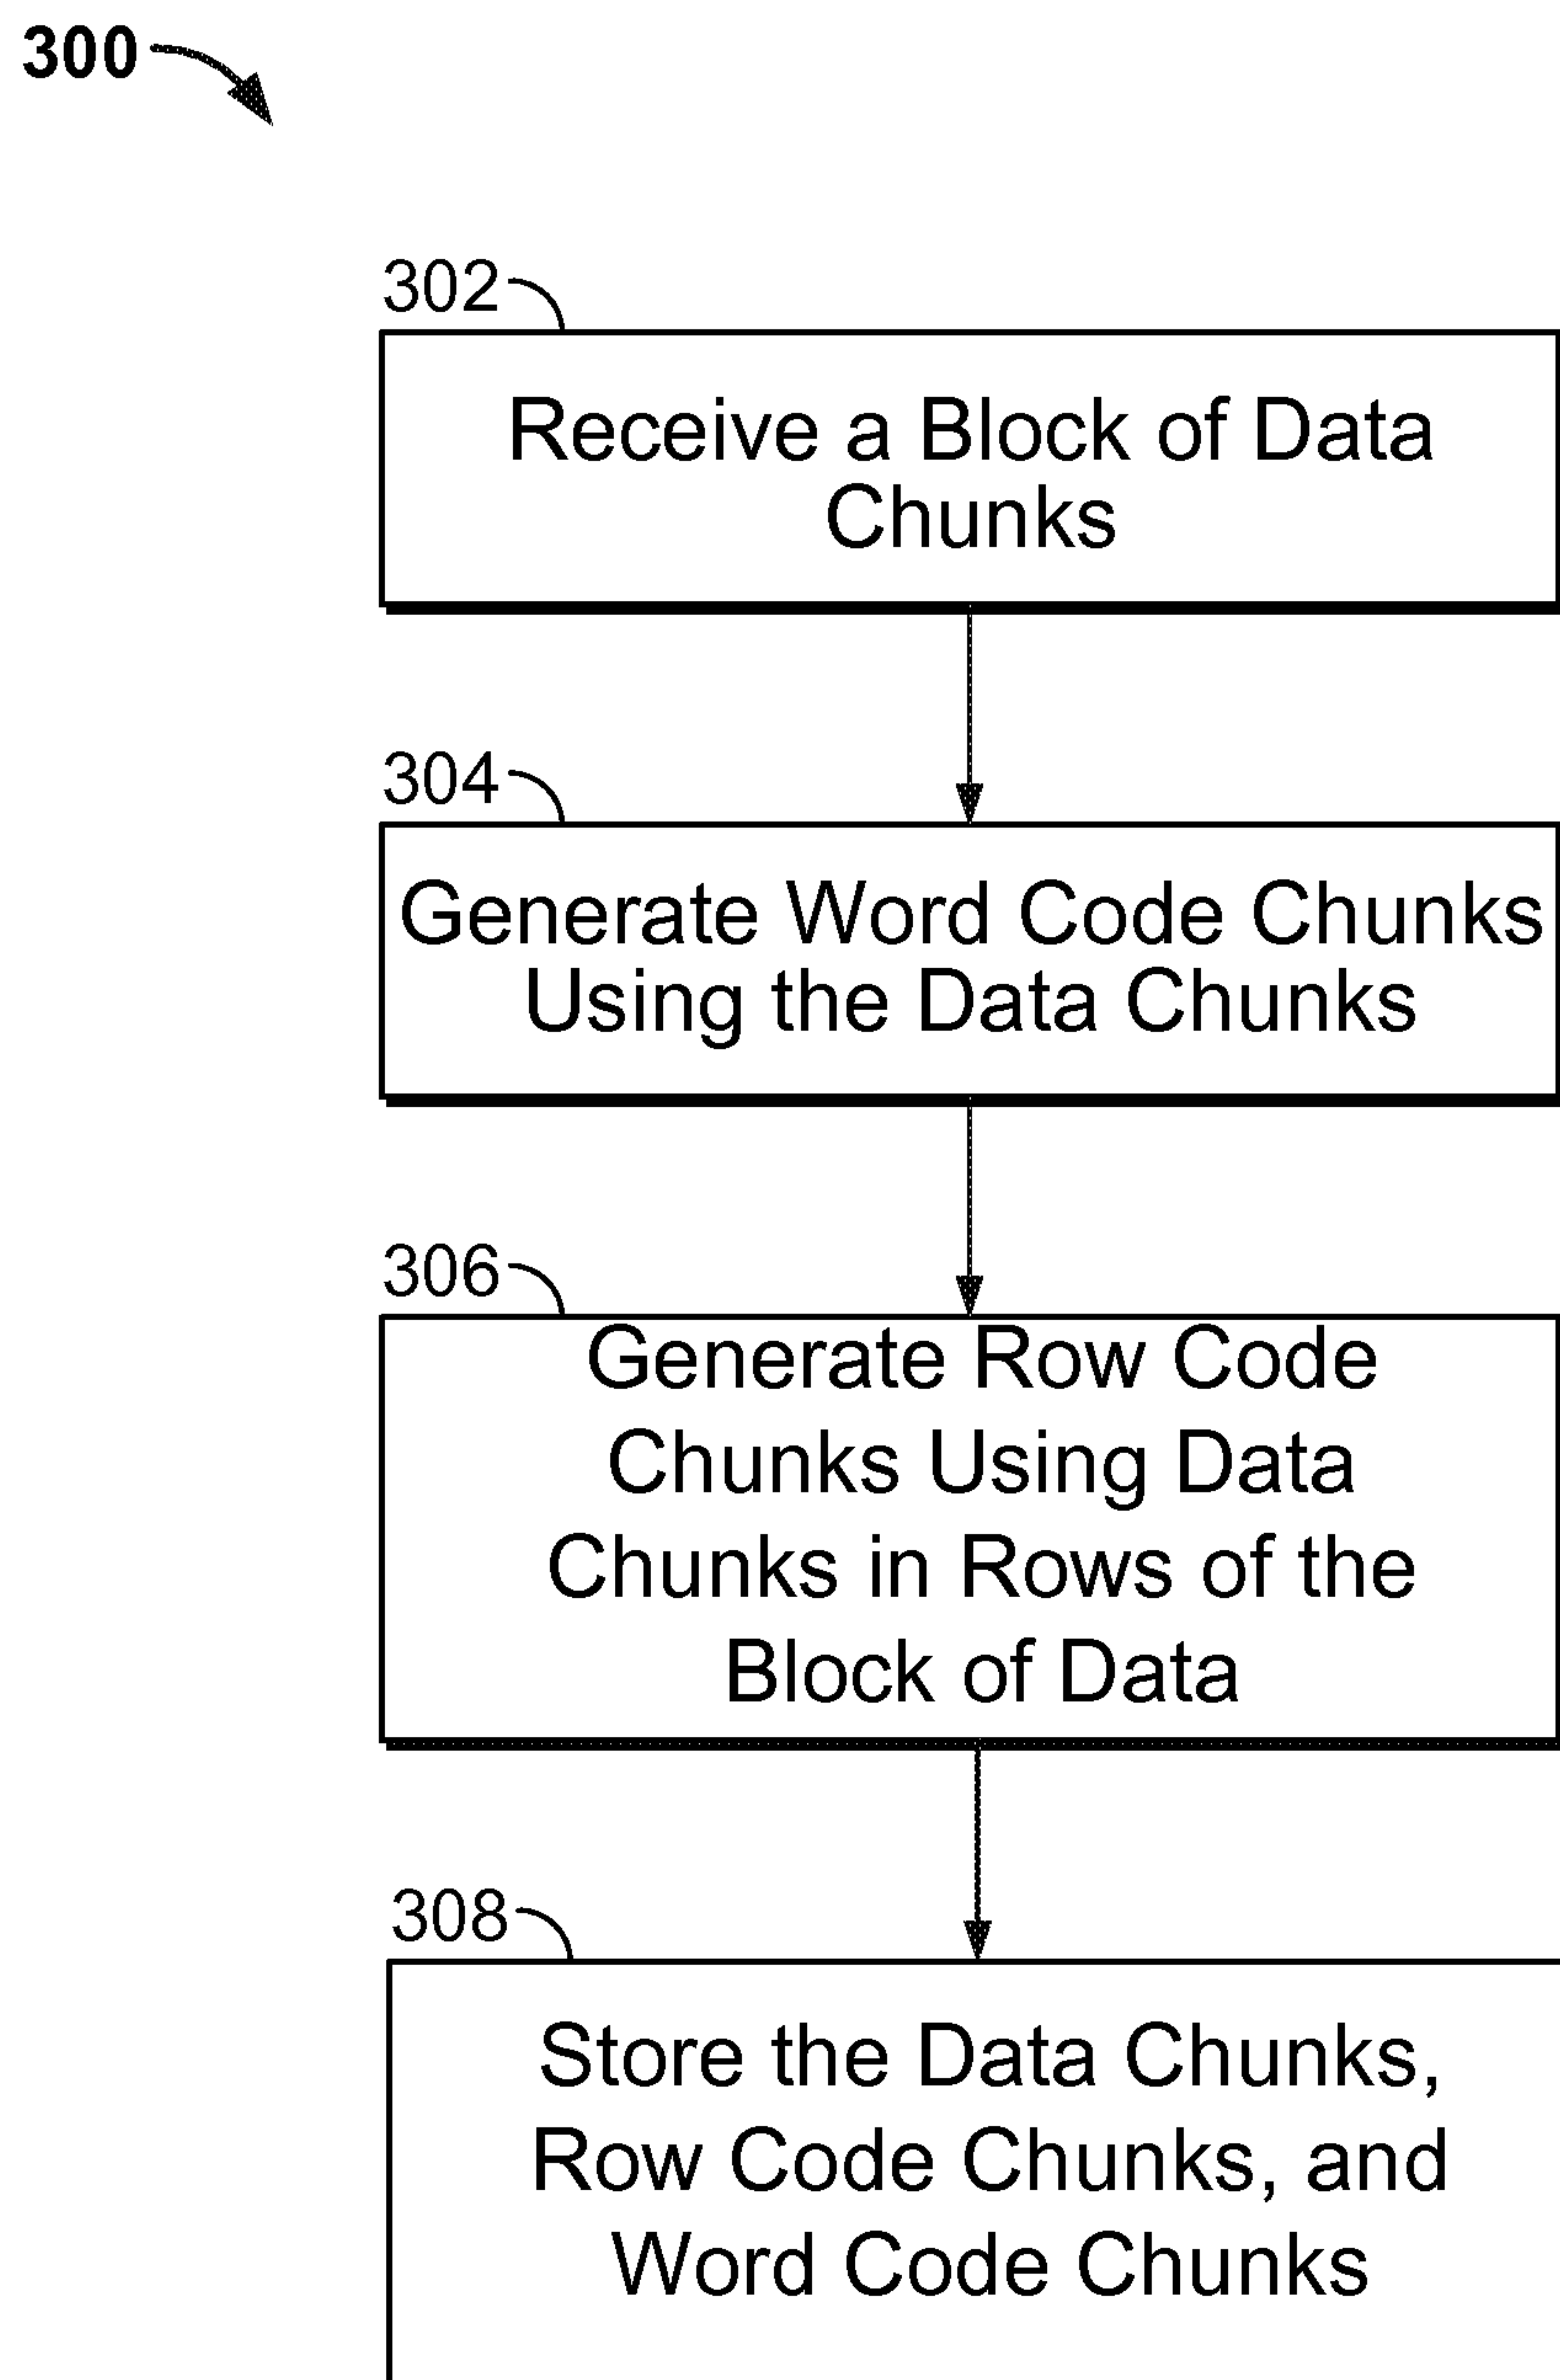 300
302
Receive a Block of Data
Chunks
304
Generate Word Code Chunks
Using the Data Chunks
306
Generate Row Code
Chunks Using Data
Chunks in Rows of the
Block of Data
308
Store the Data Chunks,
Row Code Chunks, and
Word Code Chunks